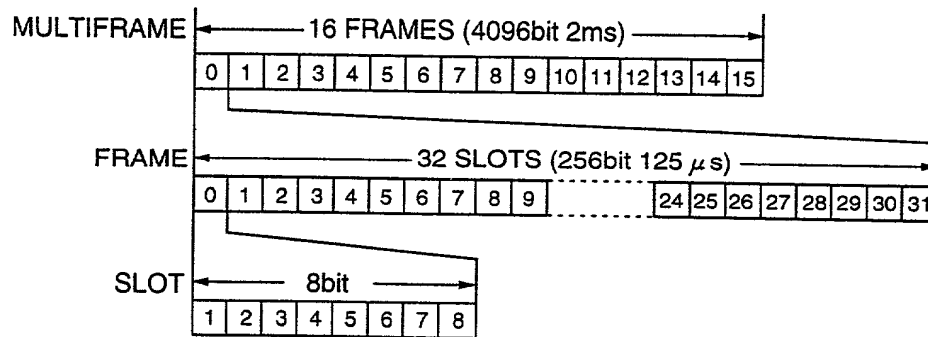 MULTIFRAME 16 FRAMES (4096bit 2ms)
0 1 2 3 4 5 6 7 8 9 10 11 12 13 14 15
FRAME 32 SLOTS (256bit 125 μs)
0 1 2 3 4 5 6 7 8 9 24 25 26 27 28 29 30 31
SLOT 8bit
1 2 3 4 5 6 7 8